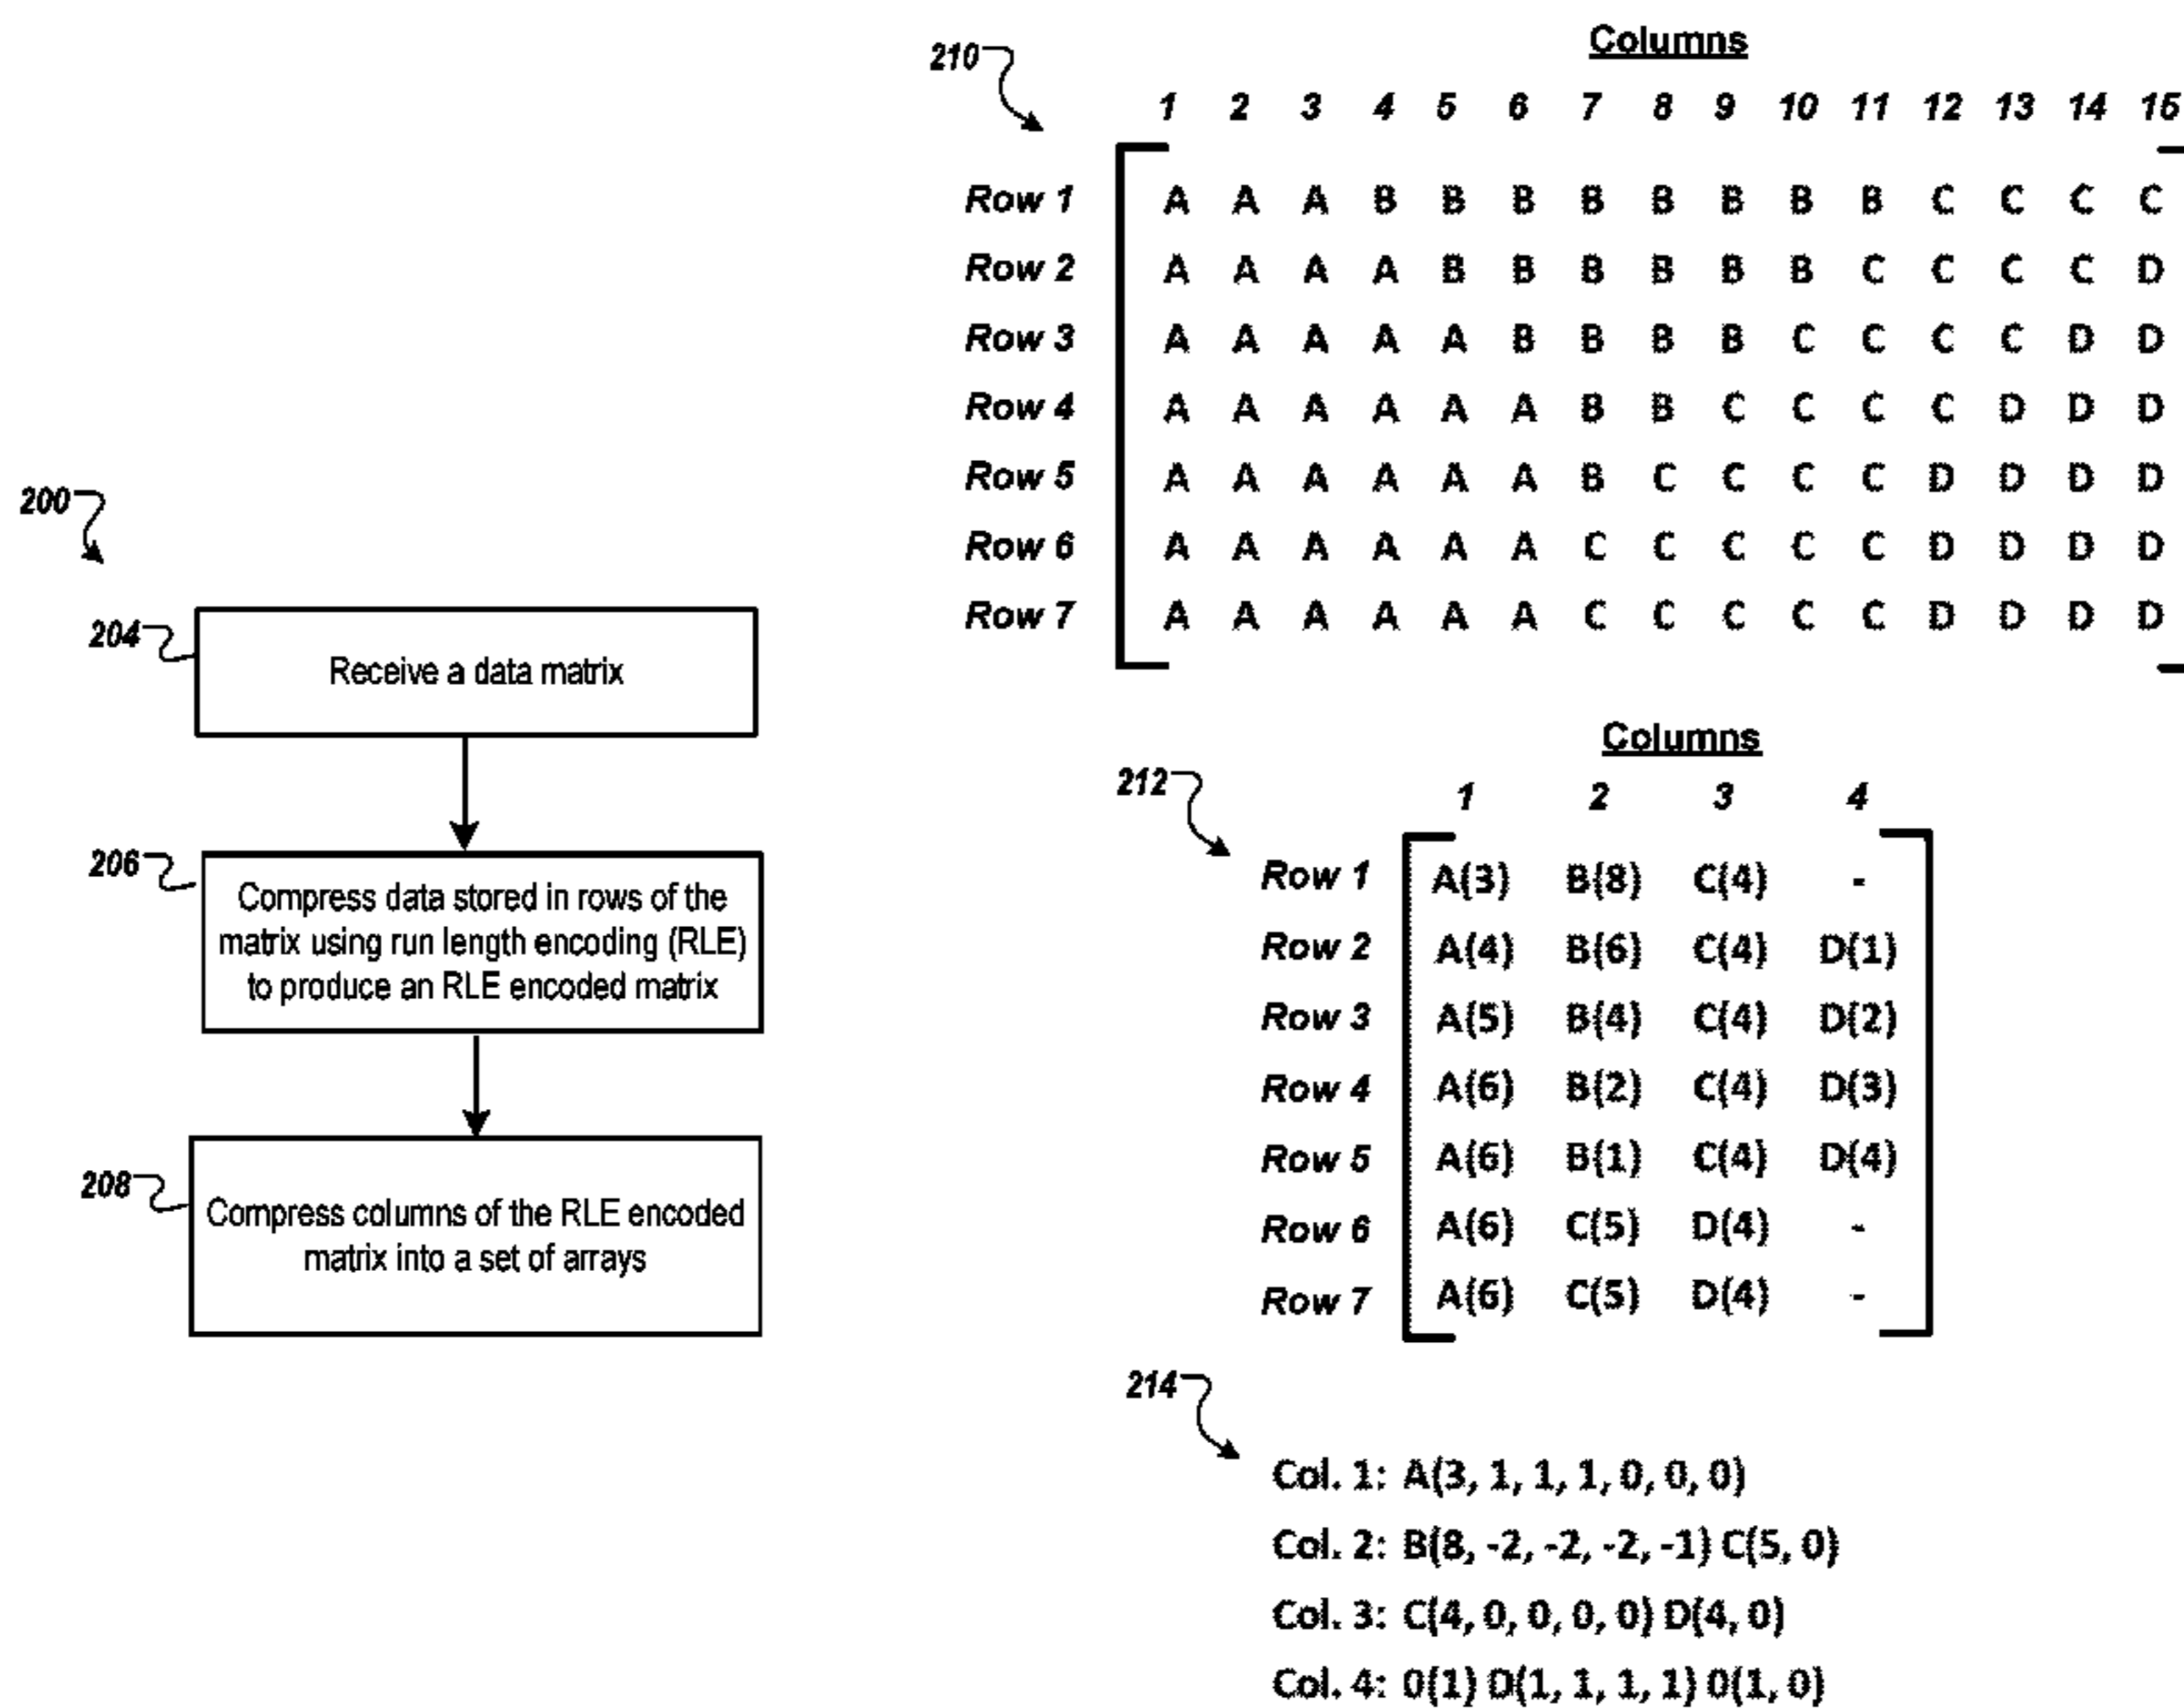 200
204
Receive a data matrix
206
Compress data stored in rows of the
matrix using run length encoding (RLE)
to produce an RLE encoded matrix
208
Compress columns of the RLE encoded
matrix into a set of arrays
210
Columns
1 2 3 4 5 6 7 8 9 10 11 12 13 14 15
Row 1 A A A B B B B B B B B C C C C
Row 2 A A A A B B B B B B C C C C D
Row 3 A A A A A B B B B C C C C D D
Row 4 A A A A A A B B C C C C D D D
Row 5 A A A A A A B C C C C D D D D
Row 6 A A A A A A C C C C C D D D D
Row 7 A A A A A A C C C C C D D D D
212
Columns
1 2 3 4
Row 1 A(3) B(8) C(4) -
Row 2 A(4) B(6) C(4) D(1)
Row 3 A(5) B(4) C(4) D(2)
Row 4 A(6) B(2) C(4) D(3)
Row 5 A(6) B(1) C(4) D(4)
Row 6 A(6) C(5) D(4) -
Row 7 A(6) C(5) D(4) -
214
Col. 1: A(3, 1, 1, 1, 0, 0, 0)
Col. 2: B(8, -2, -2, -2, -1) C(5, 0)
Col. 3: C(4, 0, 0, 0, 0) D(4, 0)
Col. 4: 0(1) D(1, 1, 1, 1) 0(1, 0)